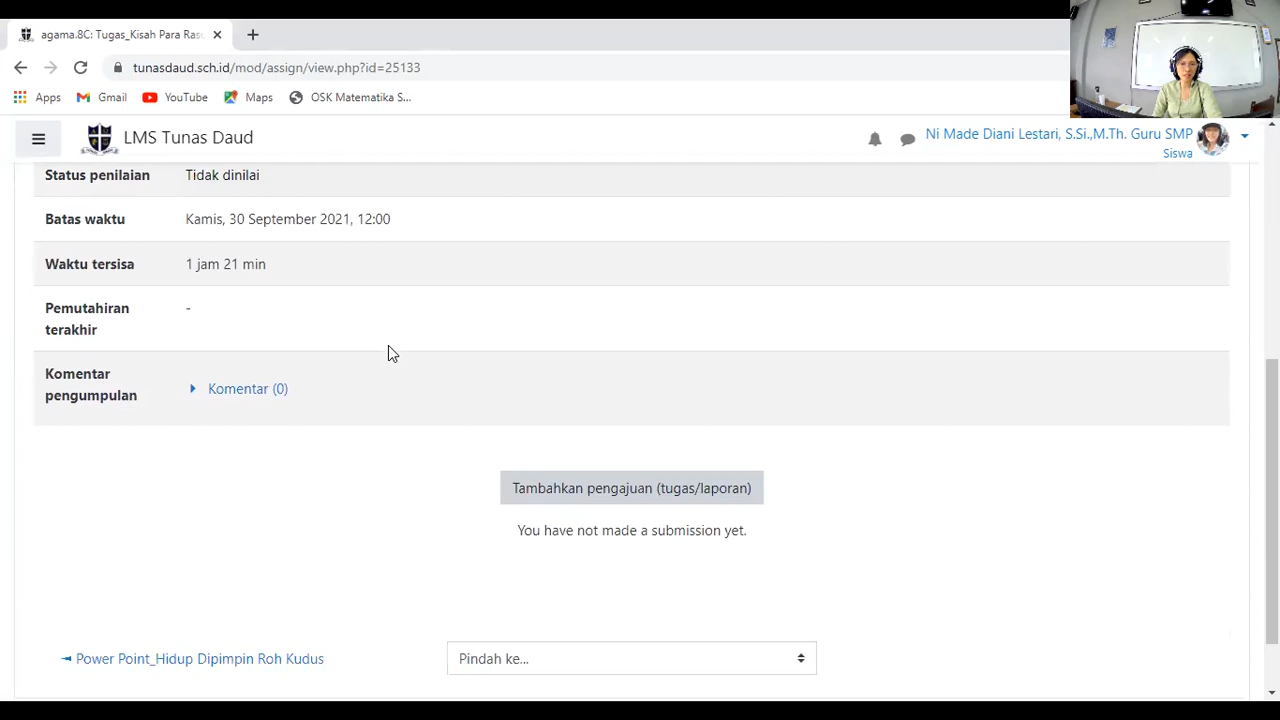 agama.8C: Tugas_Kisah Para Ras
tunasdaud.sch.id/mod/assign/view.php?id=25133
Apps Gmail YouTube Maps OSK Matematika S...
LMS Tunas Daud
Ni Made Diani Lestari, S.Si.,M.Th. Guru SMP
Siswa
Status penilaian Tidak dinilai
Batas waktu Kamis, 30 September 2021, 12:00
Waktu tersisa 1 jam 21 min
Pemutahiran
terakhir -
Komentar
pengumpulan Komentar (0)
Tambahkan pengajuan (tugas/laporan)
You have not made a submission yet.
Power Point_Hidup Dipimpin Roh Kudus Pindah ke...